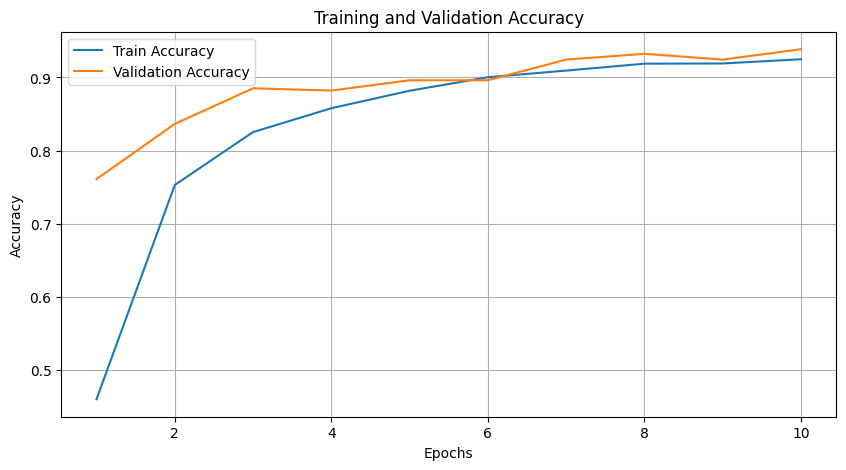 Training and Validation Accuracy
Train Accuracy
Validation Accuracy
Accuracy
0.9
0.8
0.7
0.6
0.5
2 4 6 8 10
Epochs